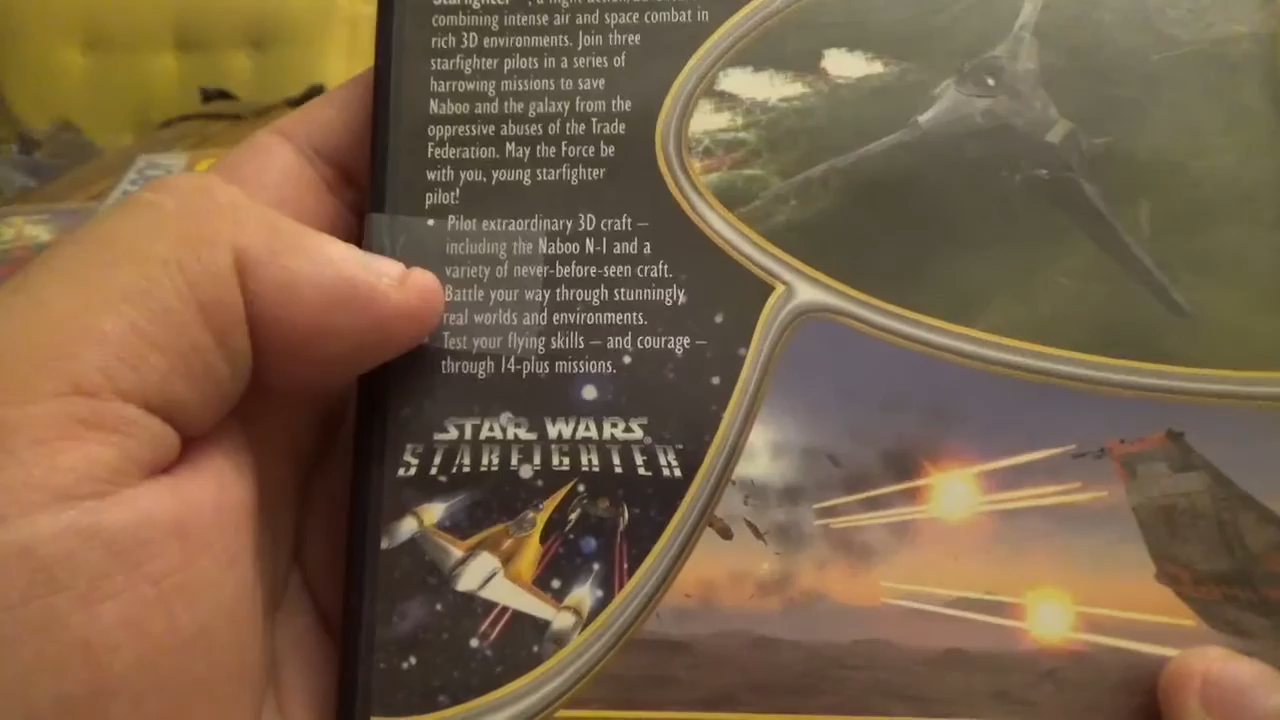 Starfighter™, a
combining intense air and space combat in
rich 3D environments. Join three
starfighter pilots in a series of
harrowing missions to save
Naboo and the galaxy from the
oppressive abuses of the Trade
Federation. May the Force be
with you, young starfighter
pilot!
• Pilot extraordinary 3D craft –
including the Naboo N-1 and a
variety of never-before-seen craft.
Battle your way through stunningly
real worlds and environments.
Test your flying skills – and courage –
through 14-plus missions.
STAR WARS®
STARFIGHTER™